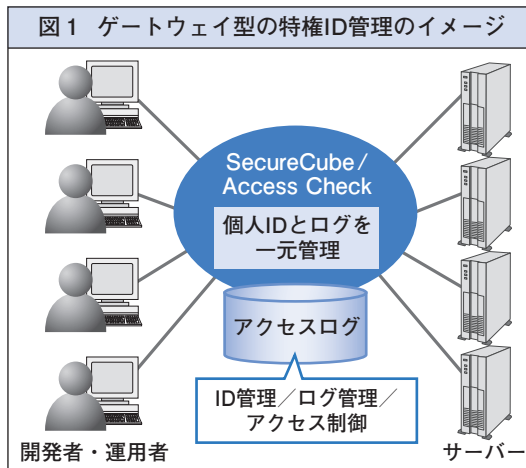 図1 ゲートウェイ型の特権ID管理のイメージ
SecureCube/
Access Check
個人IDとログを
一元管理
アクセスログ
ID管理／ログ管理／
アクセス制御
開発者・運用者
サーバー